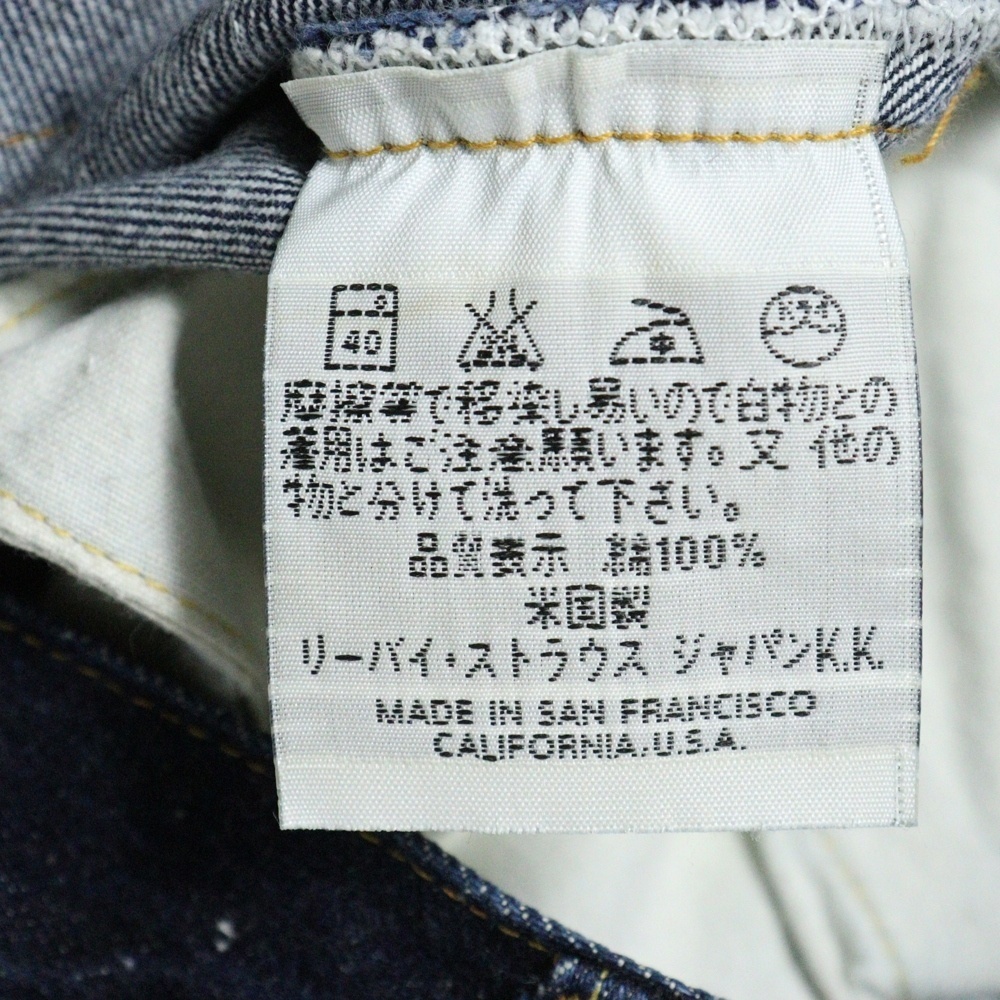 40
中
摩擦等で移染し易いので白物との
着用はご注意願います。又 他の
物と分けて洗って下さい。
品質表示 綿100%
米国製
リーバイ・ストラウス ジャパンK.K.
MADE IN SAN FRANCISCO
CALIFORNIA.U.S.A.